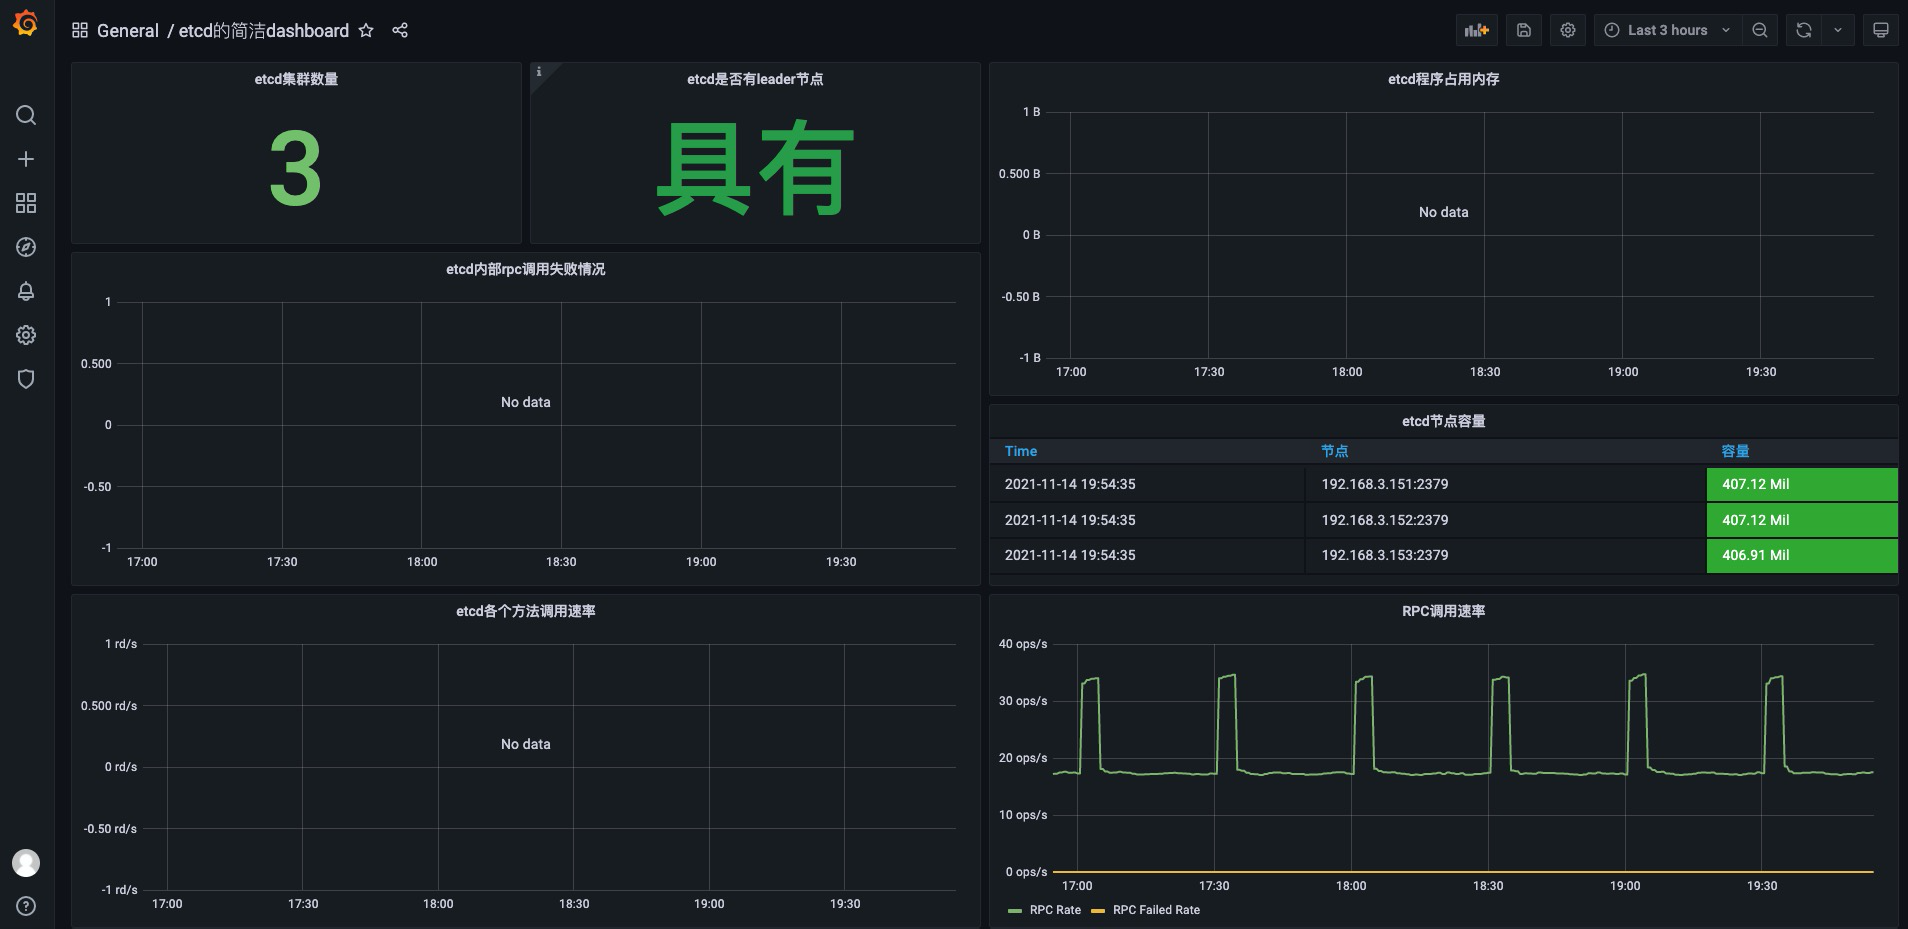 General / etcd的简洁dashboard
Last 3 hours
etcd集群数量
3
i
etcd是否有leader节点
具有
etcd程序占用内存
1 B
0.500 B
0 B
-0.50 B
-1 B
No data
17:00 17:30 18:00 18:30 19:00 19:30
etcd内部rpc调用失败情况
1
0.500
0
-0.50
-1
No data
17:00 17:30 18:00 18:30 19:00 19:30
etcd节点容量
Time 节点 容量
2021-11-14 19:54:35 192.168.3.151:2379 407.12 Mil
2021-11-14 19:54:35 192.168.3.152:2379 407.12 Mil
2021-11-14 19:54:35 192.168.3.153:2379 406.91 Mil
etcd各个方法调用速率
1 rd/s
0.500 rd/s
0 rd/s
-0.50 rd/s
-1 rd/s
No data
17:00 17:30 18:00 18:30 19:00 19:30
RPC调用速率
40 ops/s
30 ops/s
20 ops/s
10 ops/s
0 ops/s
17:00 17:30 18:00 18:30 19:00 19:30
RPC Rate RPC Failed Rate